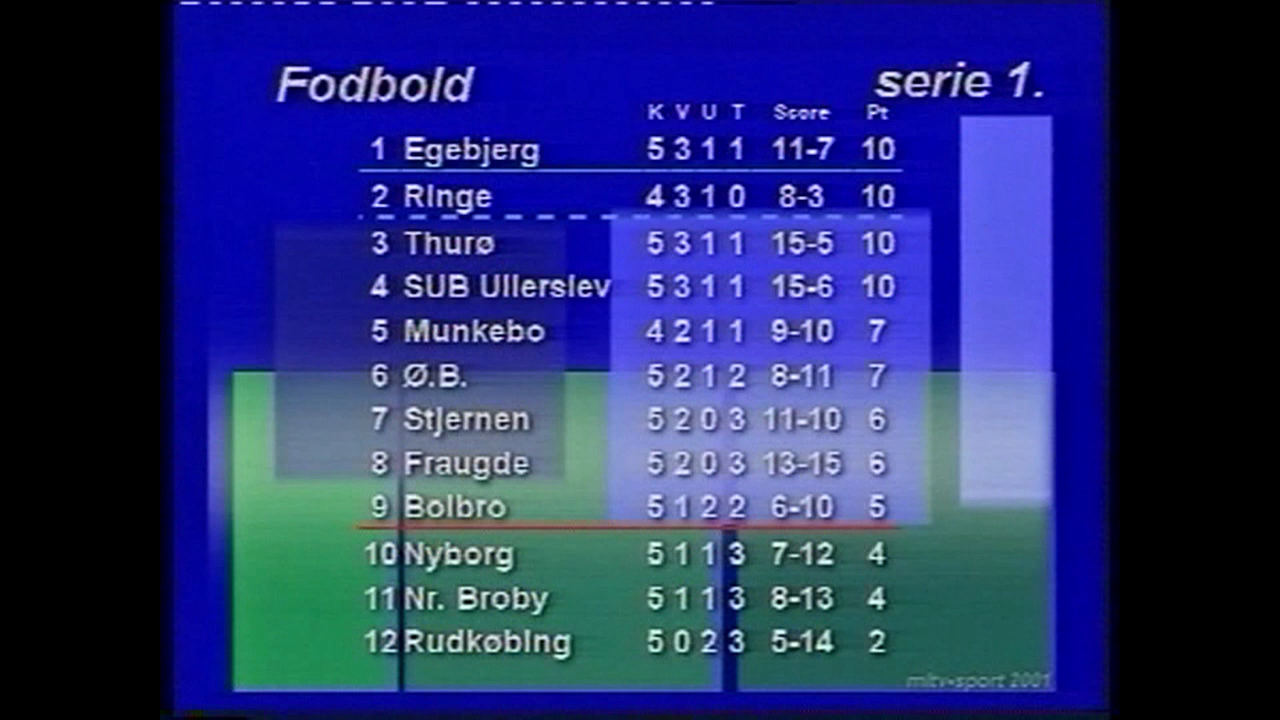 Fodbold serie 1.
K V U T Score Pt
1 Egebjerg 5 3 1 1 11-7 10
2 Ringe 4 3 1 0 8-3 10
3 Thurø 5 3 1 1 15-5 10
4 SUB Ullerslev 5 3 1 1 15-6 10
5 Munkebo 4 2 1 1 9-10 7
6 Ø.B. 5 2 1 2 8-11 7
7 Stjernen 5 2 0 3 11-10 6
8 Fraugde 5 2 0 3 13-15 6
9 Bolbro 5 1 2 2 6-10 5
10 Nyborg 5 1 1 3 7-12 4
11 Nr. Broby 5 1 1 3 8-13 4
12 Rudkøbing 5 0 2 3 5-14 2
mitv-sport 2001